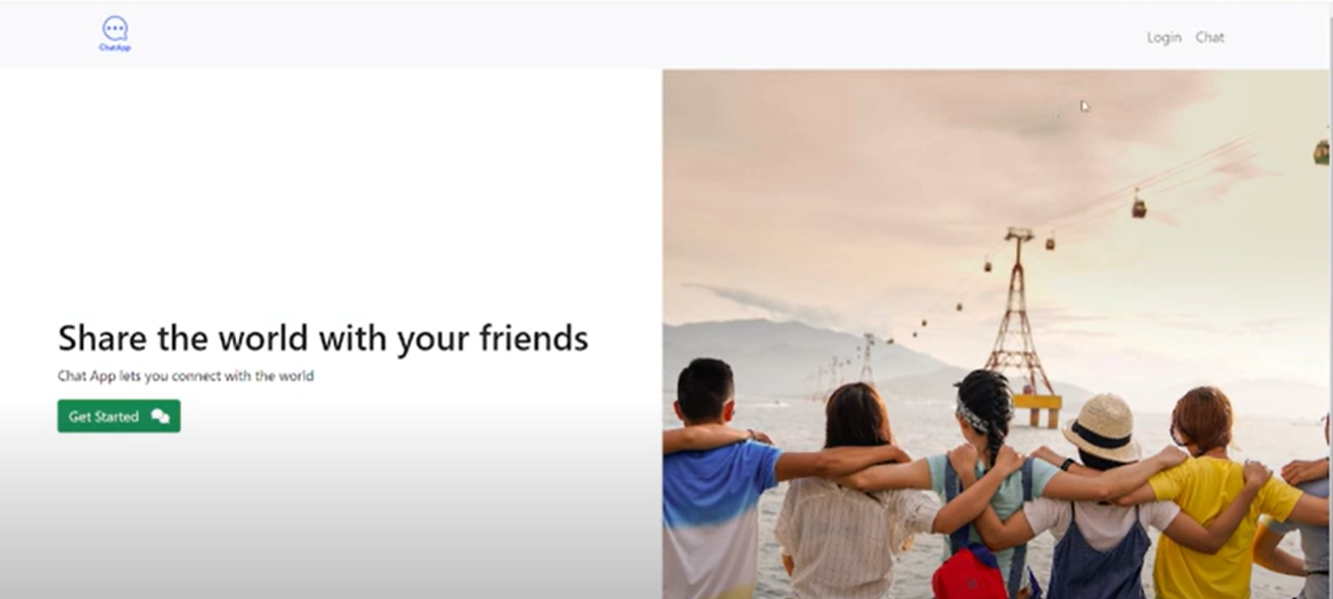 ChatApp
Login Chat
Share the world with your friends
Chat App lets you connect with the world
Get Started